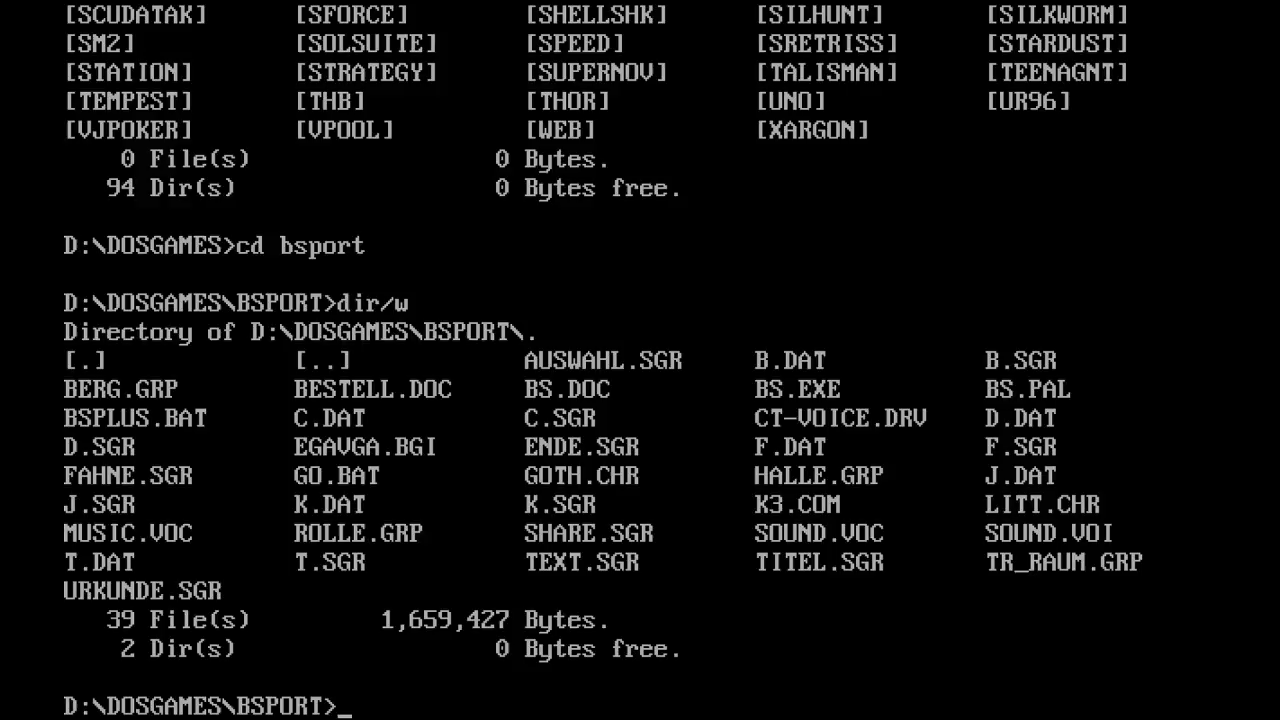 [SCUDATAK] [SFORCE] [SHELLSHK] [SILHUNT] [SILKWORM]
[SM2] [SOLSUITE] [SPEED] [SRETRISS] [STARDUST]
[STATION] [STRATEGY] [SUPERNOV] [TALISMAN] [TEENAGNT]
[TEMPEST] [THB] [THOR] [UNO] [UR96]
[VJPOKER] [VPOOL] [WEB] [XARGON]
0 File(s) 0 Bytes.
94 Dir(s) 0 Bytes free.
D:\DOSGAMES>cd bsport
D:\DOSGAMES\BSPORT>dir/w
Directory of D:\DOSGAMES\BSPORT\.
[.] [..] AUSWAHL.SGR B.DAT B.SGR
BERG.GRP BESTELL.DOC BS.DOC BS.EXE BS.PAL
BSPLUS.BAT C.DAT C.SGR CT-VOICE.DRV D.DAT
D.SGR EGAVGA.BGI ENDE.SGR F.DAT F.SGR
FAHNE.SGR GO.BAT GOTH.CHR HALLE.GRP J.DAT
J.SGR K.DAT K.SGR K3.COM LITT.CHR
MUSIC.VOC ROLLE.GRP SHARE.SGR SOUND.VOC SOUND.VOI
T.DAT T.SGR TEXT.SGR TITEL.SGR TR_RAUM.GRP
URKUNDE.SGR
39 File(s) 1,659,427 Bytes.
2 Dir(s) 0 Bytes free.
D:\DOSGAMES\BSPORT>_